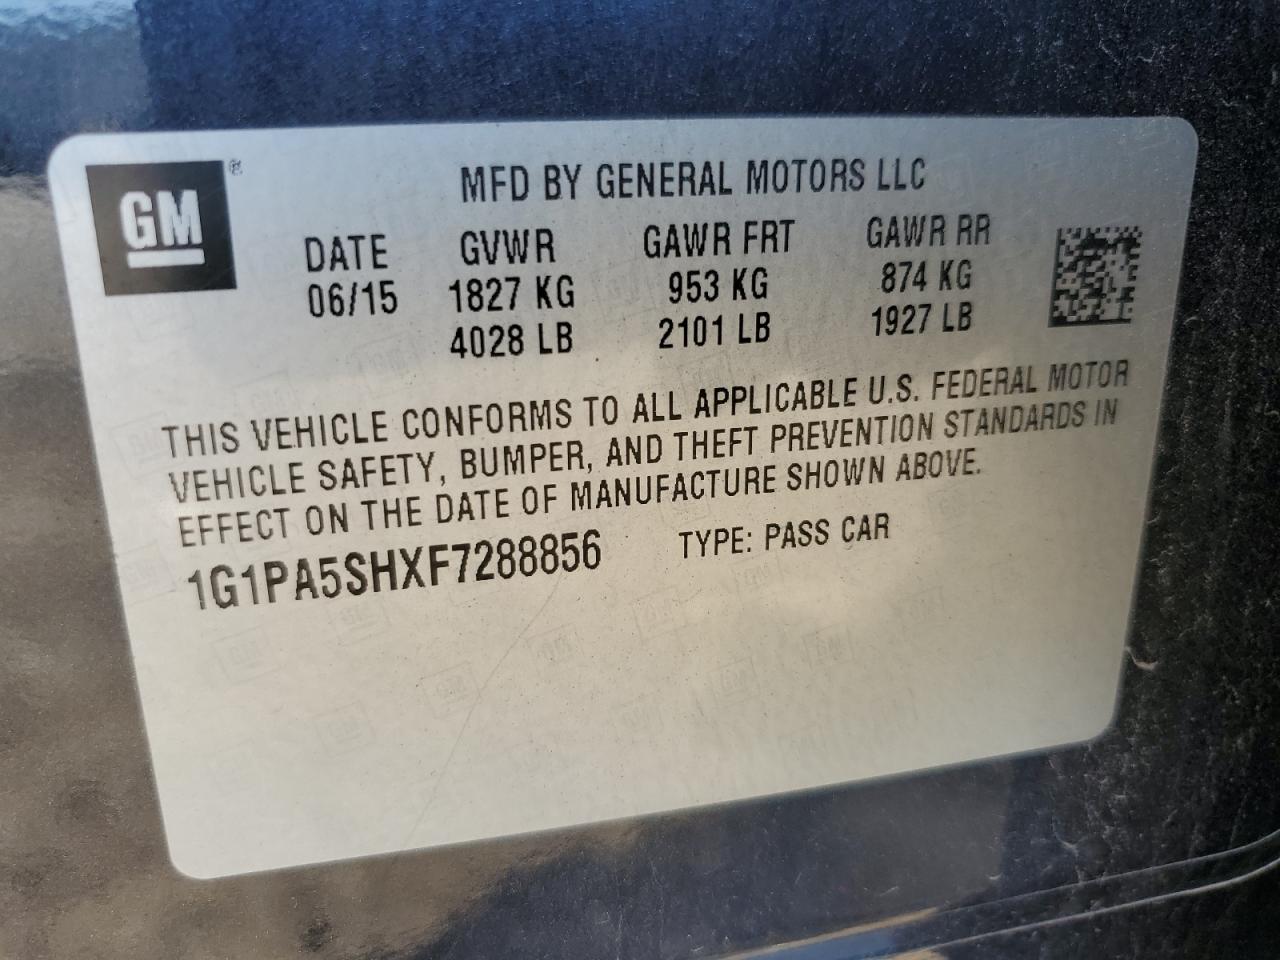 GM ®
MFD BY GENERAL MOTORS LLC
DATE GVWR GAWR FRT GAWR RR
06/15 1827 KG 953 KG 874 KG
4028 LB 2101 LB 1927 LB
THIS VEHICLE CONFORMS TO ALL APPLICABLE U.S. FEDERAL MOTOR
VEHICLE SAFETY, BUMPER, AND THEFT PREVENTION STANDARDS IN
EFFECT ON THE DATE OF MANUFACTURE SHOWN ABOVE.
1G1PA5SHXF7288856 TYPE: PASS CAR